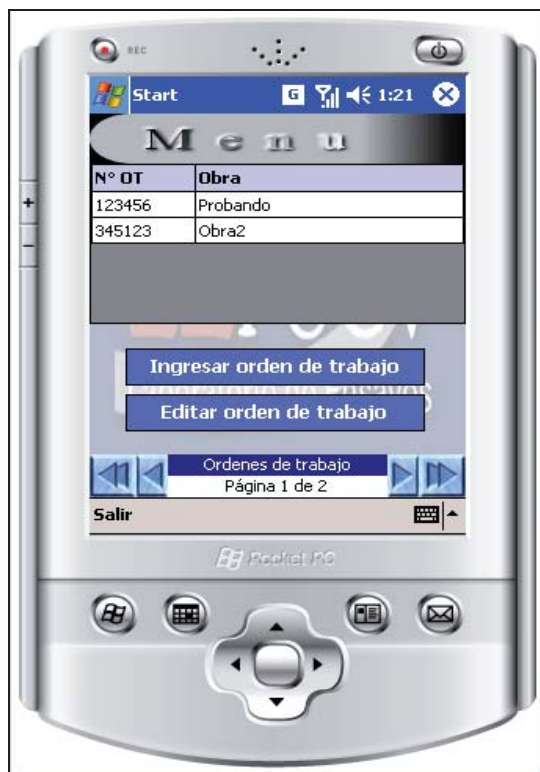 REC
Start G 1:21
Menu
N° OT Obra
123456 Probando
345123 Obra2
Ingresar orden de trabajo
Editar orden de trabajo
Ordenes de trabajo
Página 1 de 2
Salir
Pocket PC
+
-